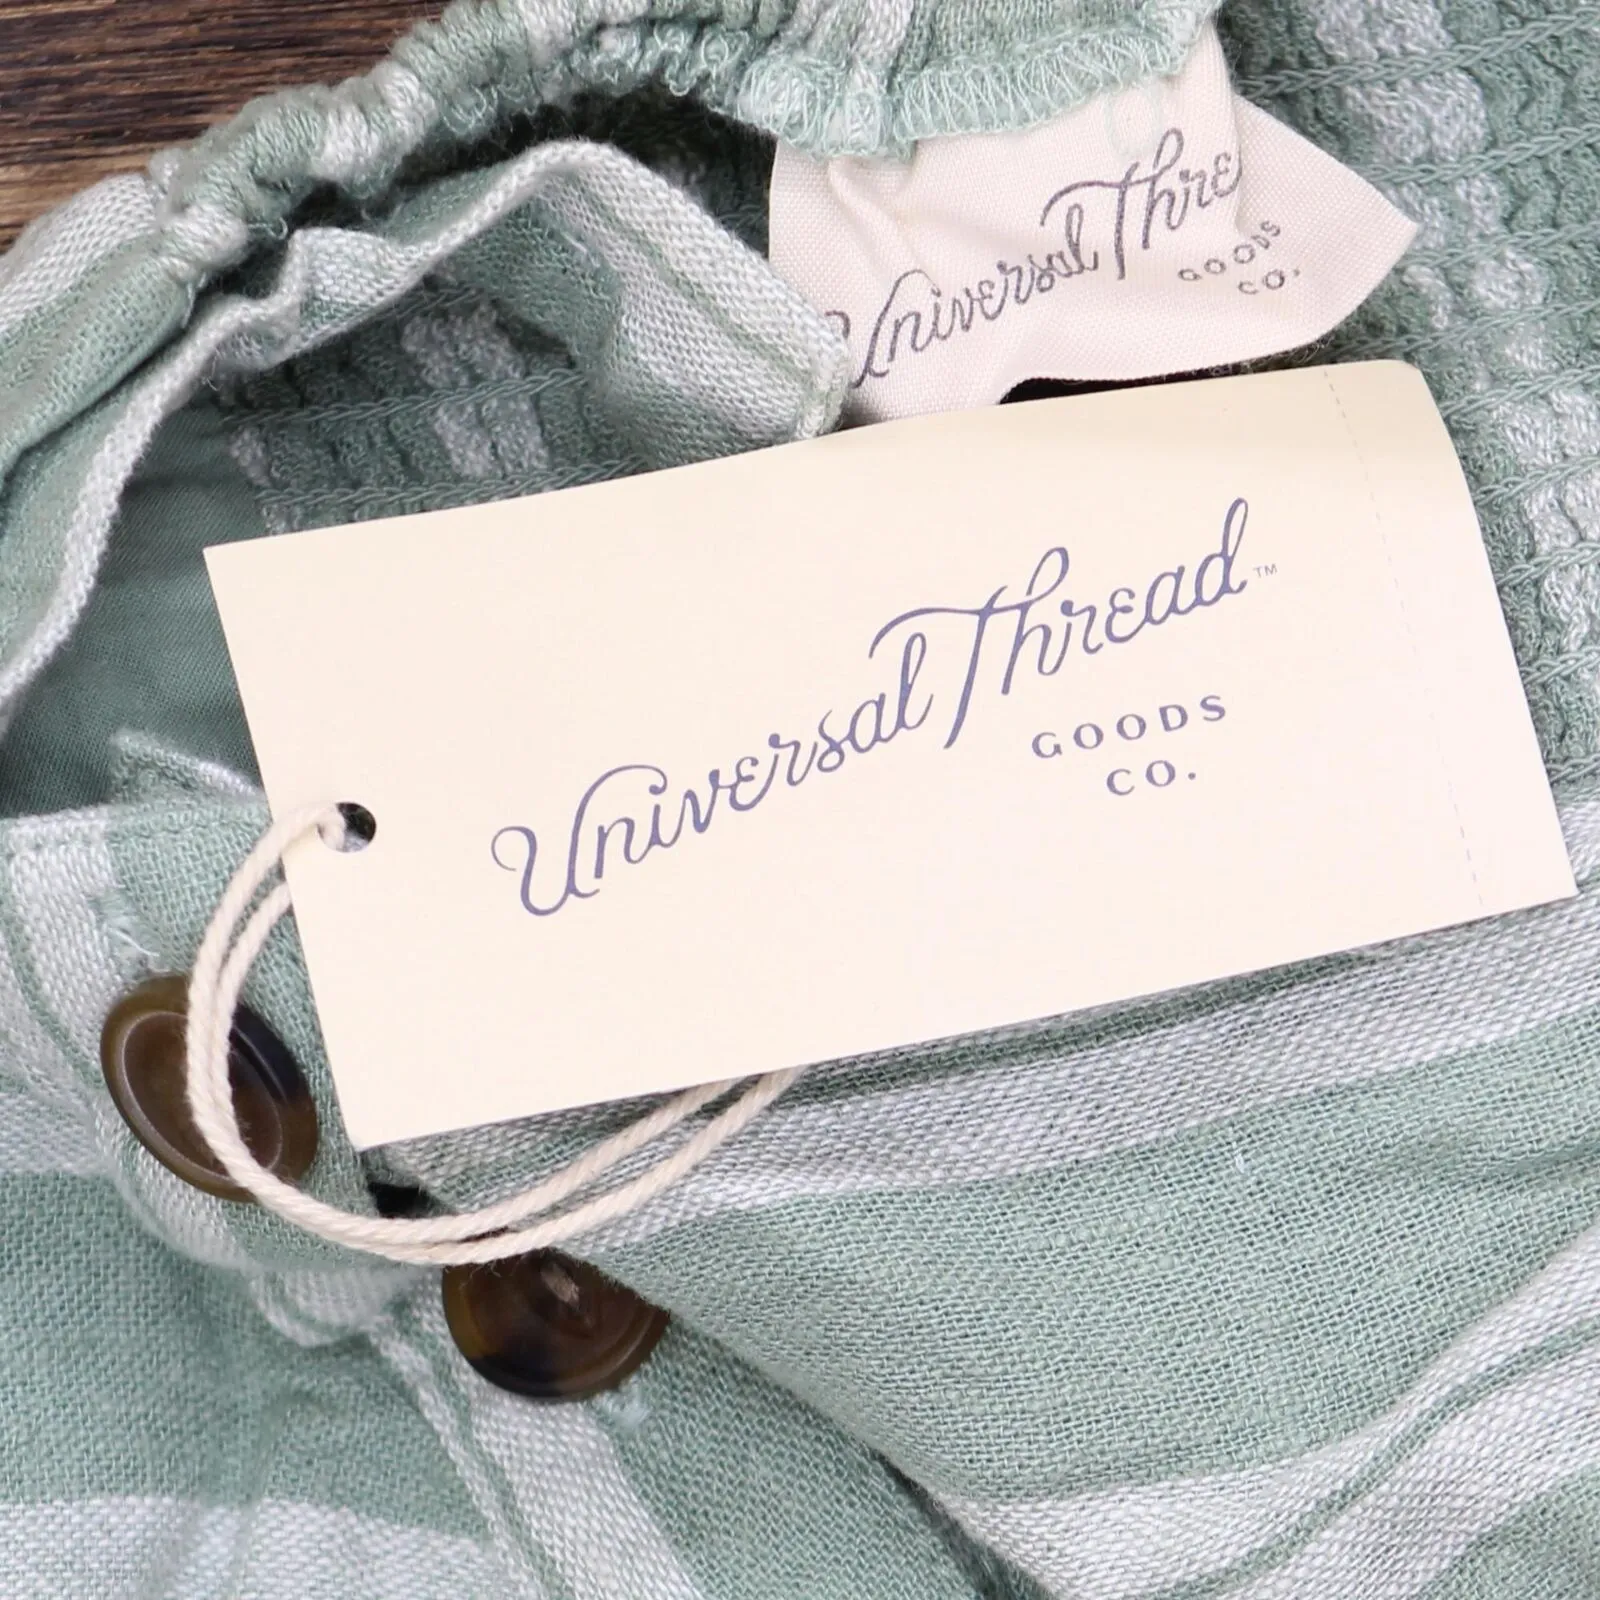 Universal Thre
GOODS
CO.
Universal Thread™
GOODS
CO.